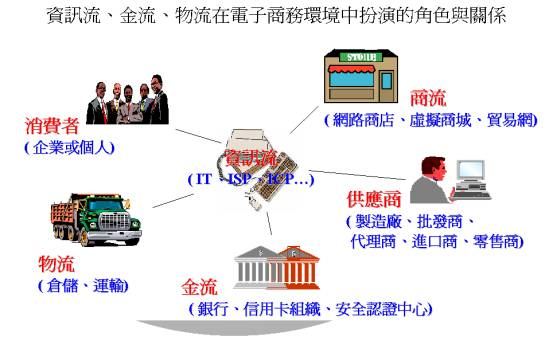 資訊流、金流、物流在電子商務環境中扮演的角色與關係
STORE
商流
(網路商店、虛擬商城、貿易網)
消費者
(企業或個人)
資訊流
(IT、ISP、ICP…)
供應商
(製造廠、批發商、
代理商、進口商、零售商)
物流
(倉儲、運輸)
金流
(銀行、信用卡組織、安全認證中心)